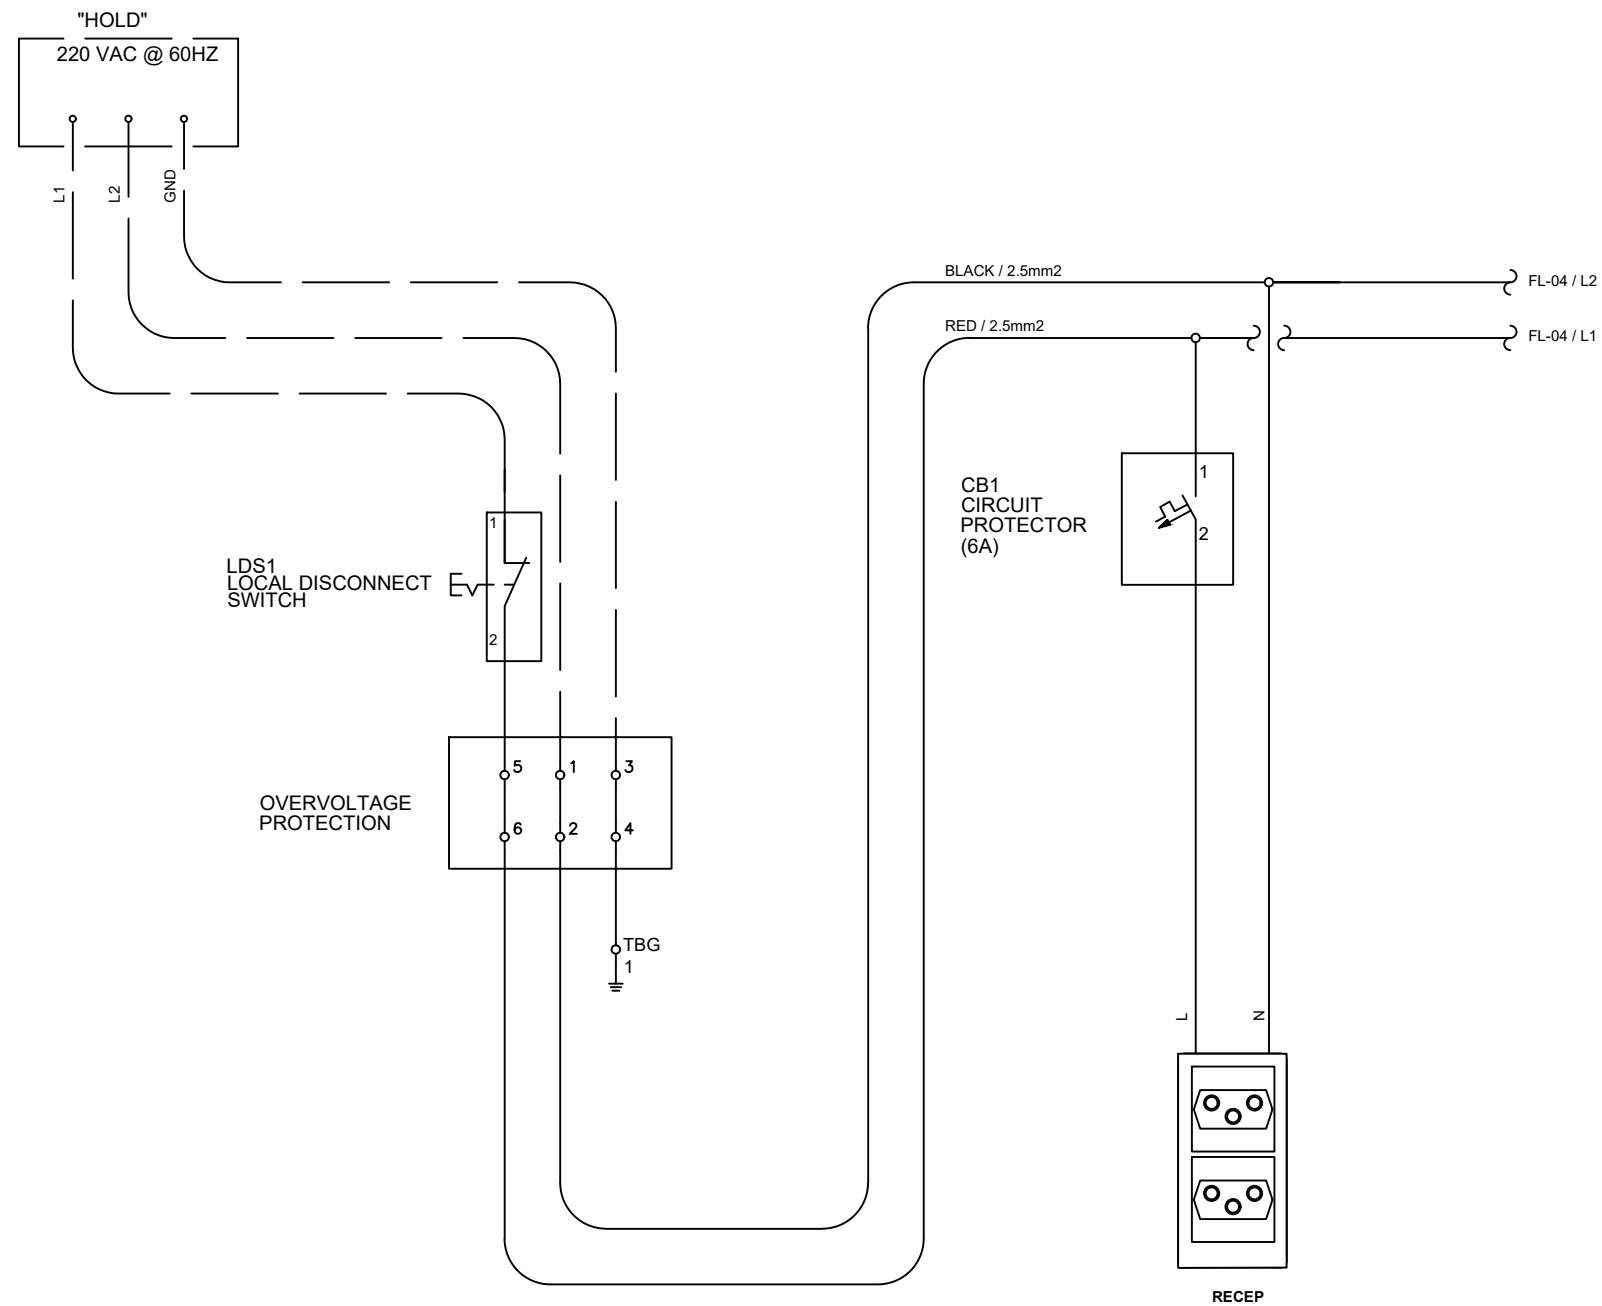 "HOLD"
220 VAC @ 60HZ
L1
L2
GND
BLACK / 2.5mm2
FL-04 / L2
RED / 2.5mm2
FL-04 / L1
CB1
CIRCUIT
PROTECTOR
(6A)
1
2
LDS1
LOCAL DISCONNECT
SWITCH
1
2
OVERVOLTAGE
PROTECTION
5
1
3
6
2
4
TBG
1
L
N
RECEP